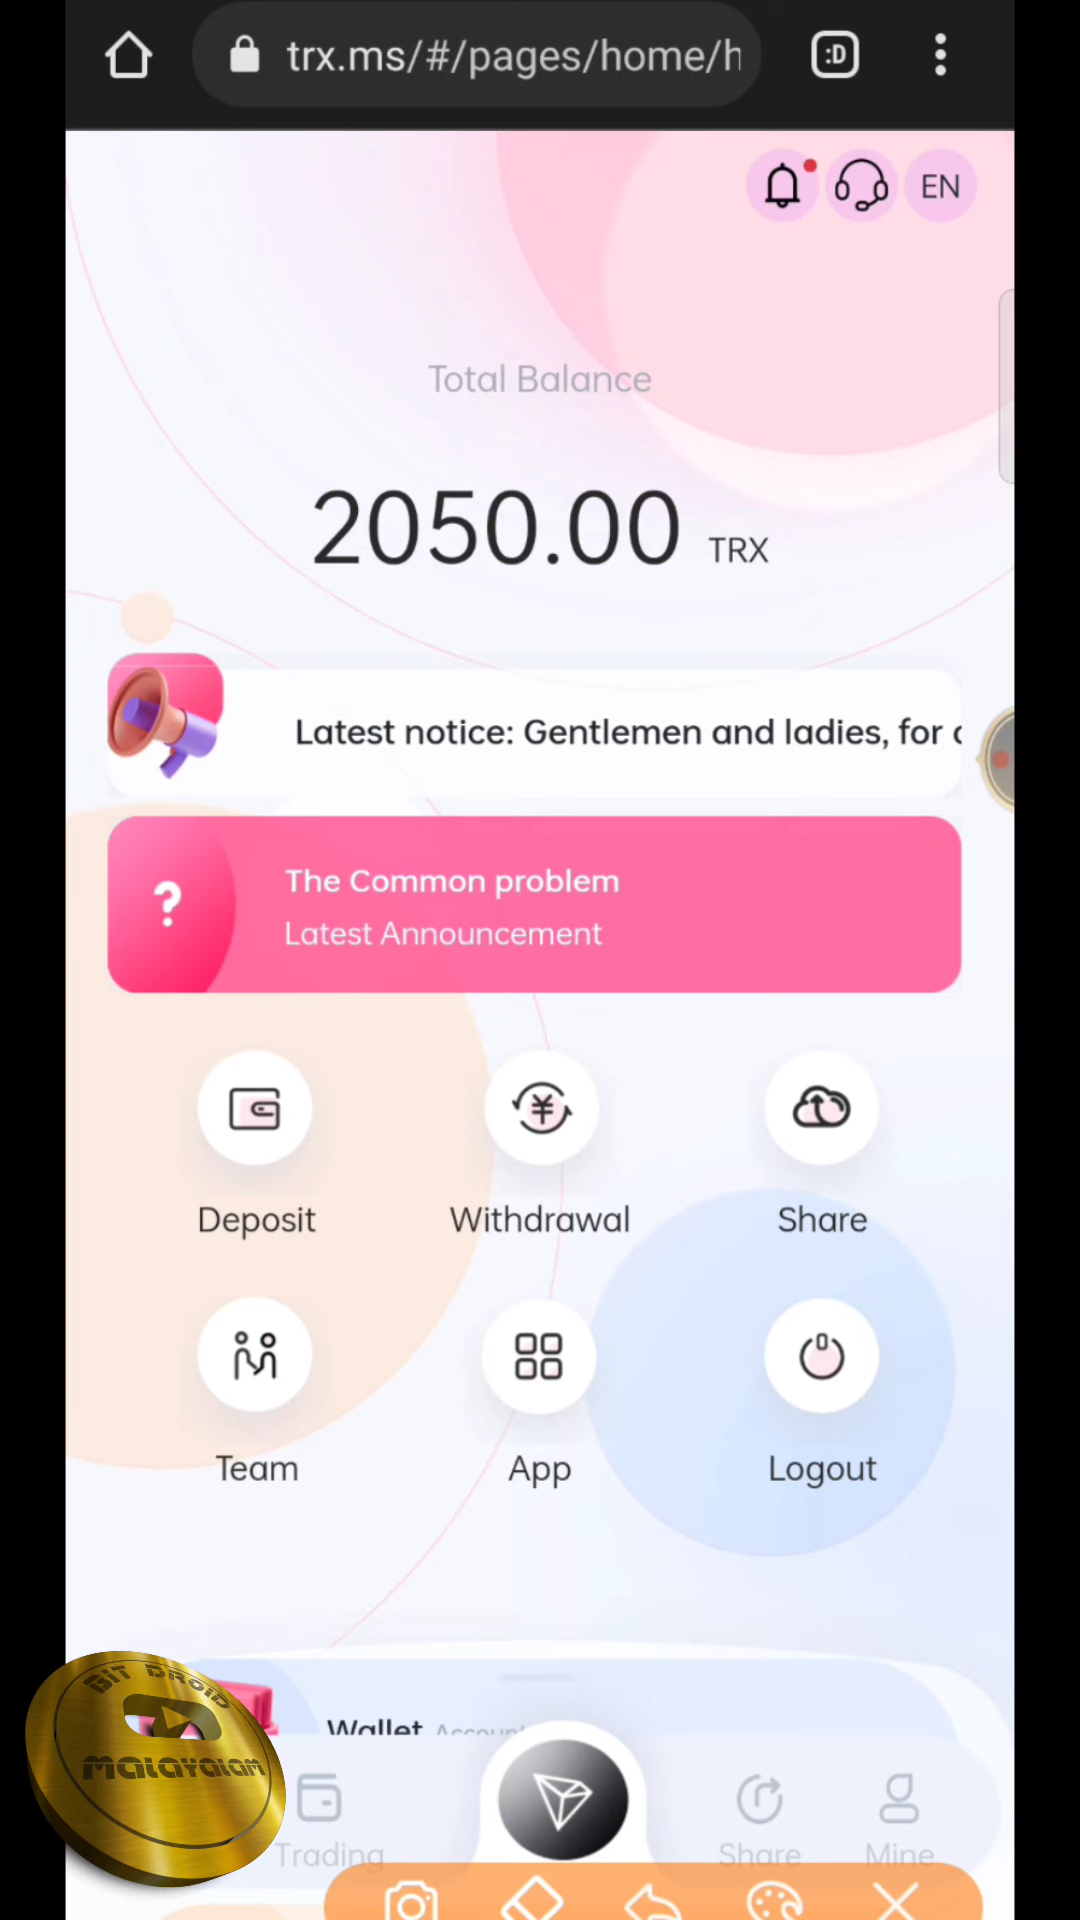 trx.ms/#/pages/home/h
:D
EN
Total Balance
2050.00 TRX
Latest notice: Gentlemen and ladies, for
?
The Common problem
Latest Announcement
Deposit
Withdrawal
Share
Team
App
Logout
Wallet Account
BIT DROID
MALAYALAM
Trading
Share
Mine